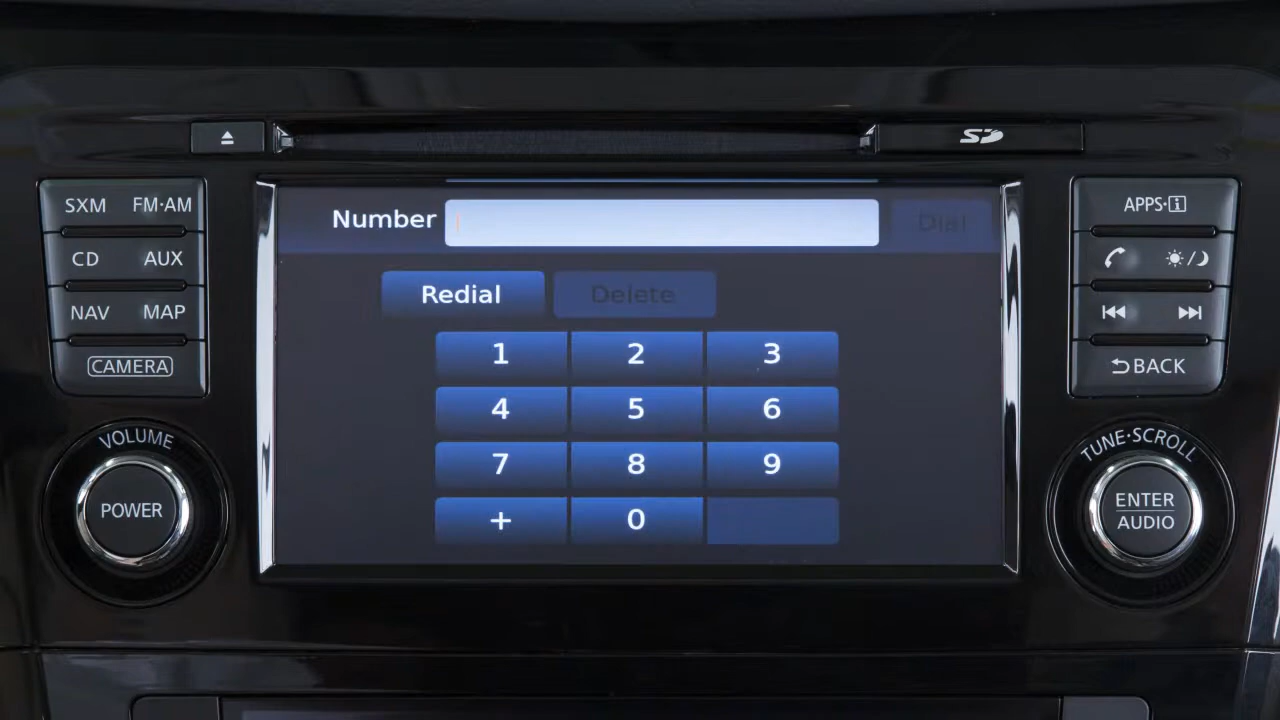 SD
SXM FM·AM
CD AUX
NAV MAP
CAMERA
VOLUME
POWER
Number Dial
Redial Delete
1 2 3
4 5 6
7 8 9
+ 0
APPS·i
BACK
TUNE·SCROLL
ENTER
AUDIO